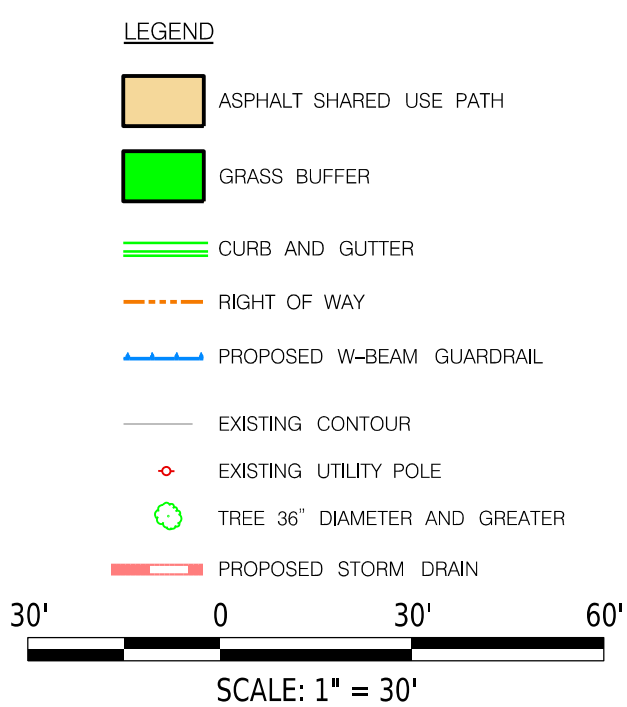 LEGEND
ASPHALT SHARED USE PATH
GRASS BUFFER
CURB AND GUTTER
RIGHT OF WAY
PROPOSED W-BEAM GUARDRAIL
EXISTING CONTOUR
EXISTING UTILITY POLE
TREE 36" DIAMETER AND GREATER
PROPOSED STORM DRAIN
30' 0 30' 60'
SCALE: 1" = 30'